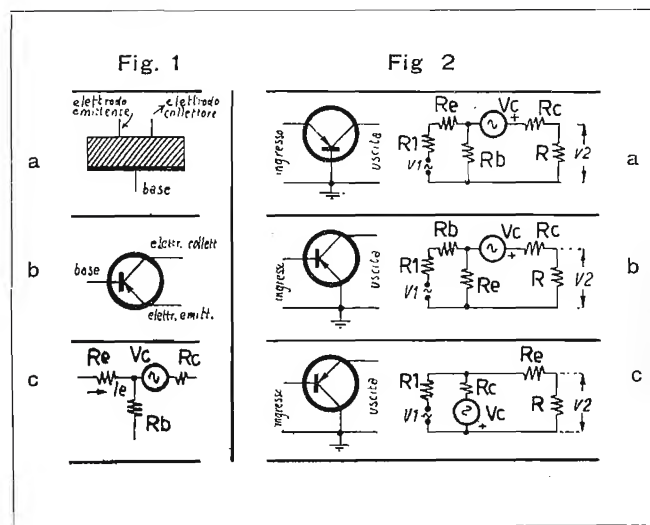 Fig. 1
Fig 2
elettrodo
emittente
elettrodo
collettore
base
a
ingresso
uscita
Re
Vc
+
Rc
R1
V1
Rb
R
V2
a
b
base
elettr. collett
elettr. emitt.
ingresso
uscita
Rb
Vc
+
Rc
R1
V1
Re
R
V2
b
c
Re
Vc
Rc
Ie
Rb
ingresso
uscita
Re
R1
V1
Rc
Vc
+
R
V2
c